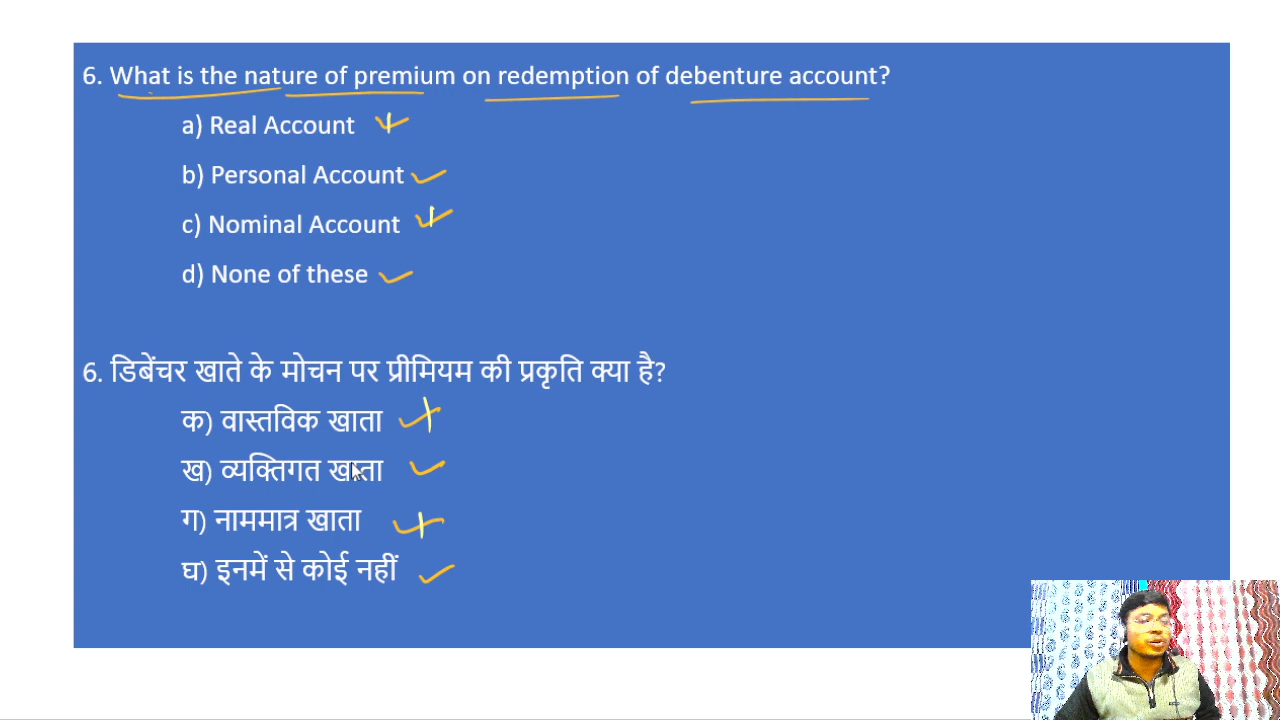 6. What is the nature of premium on redemption of debenture account?
a) Real Account
b) Personal Account
c) Nominal Account
d) None of these
6. डिबेंचर खाते के मोचन पर प्रीमियम की प्रकृति क्या है?
क) वास्तविक खाता
ख) व्यक्तिगत खाता
ग) नाममात्र खाता
घ) इनमें से कोई नहीं